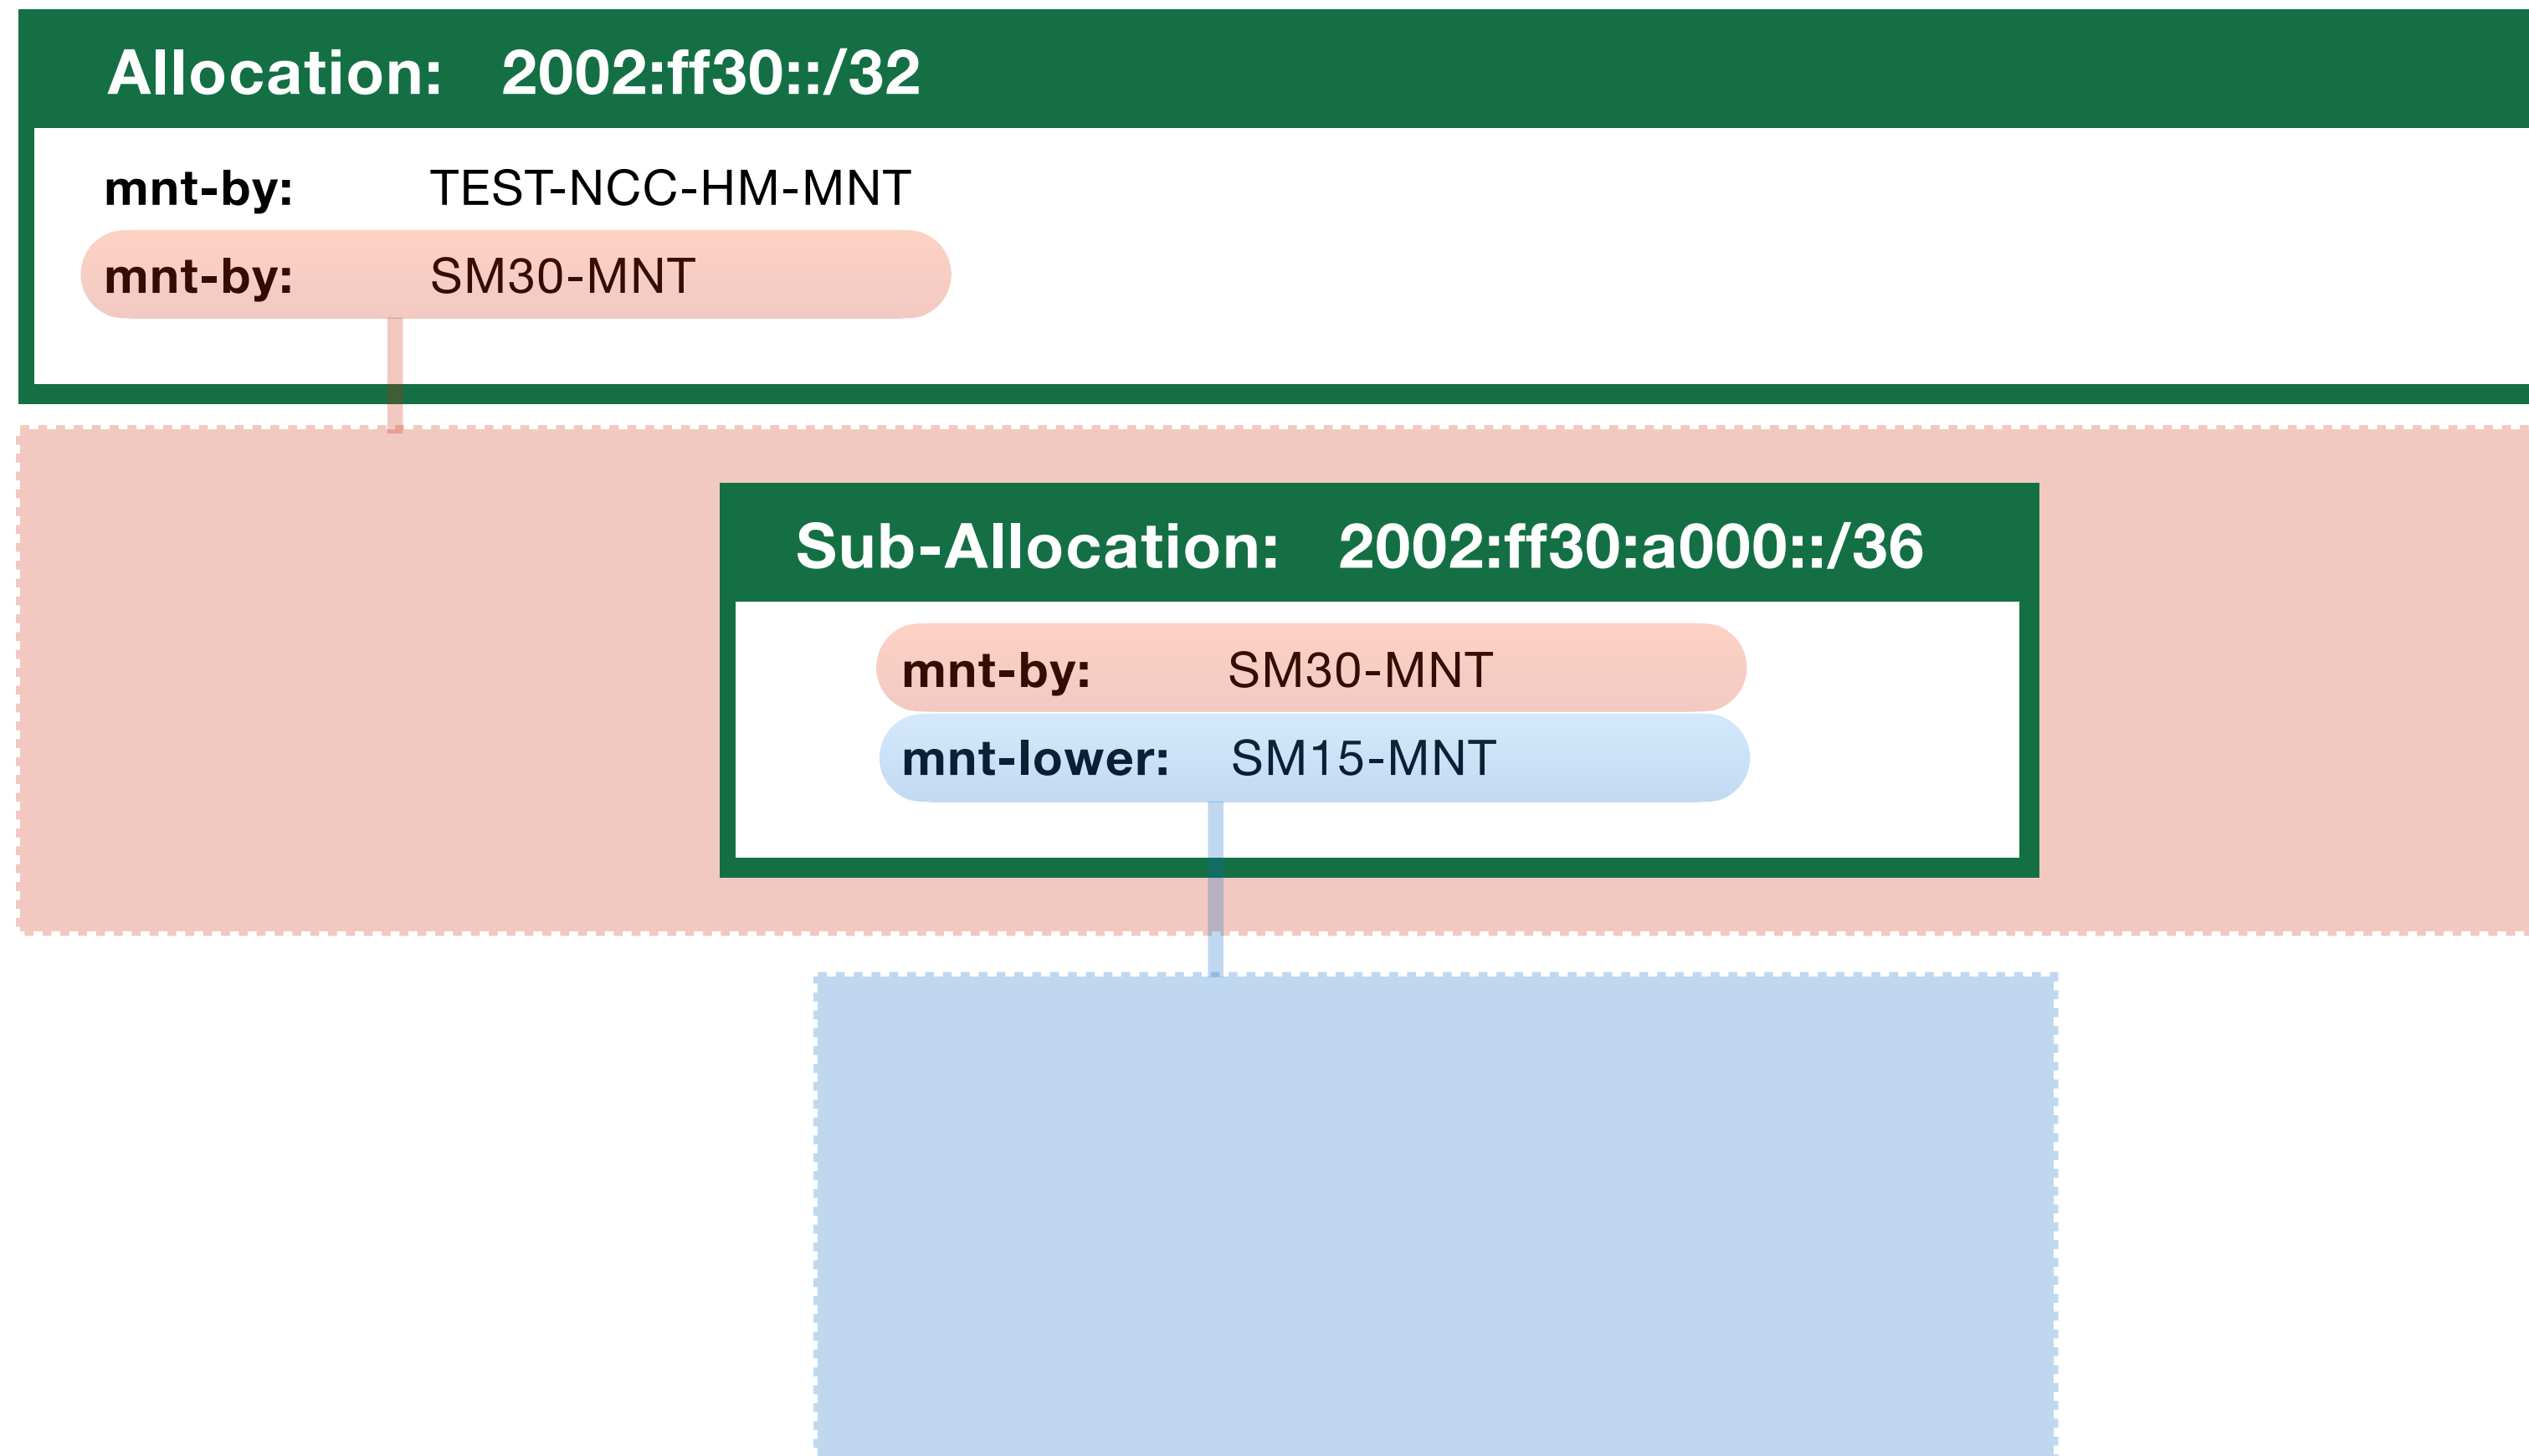 Allocation: 2002:ff30::/32
mnt-by: TEST-NCC-HM-MNT
mnt-by: SM30-MNT
Sub-Allocation: 2002:ff30:a000::/36
mnt-by: SM30-MNT
mnt-lower: SM15-MNT